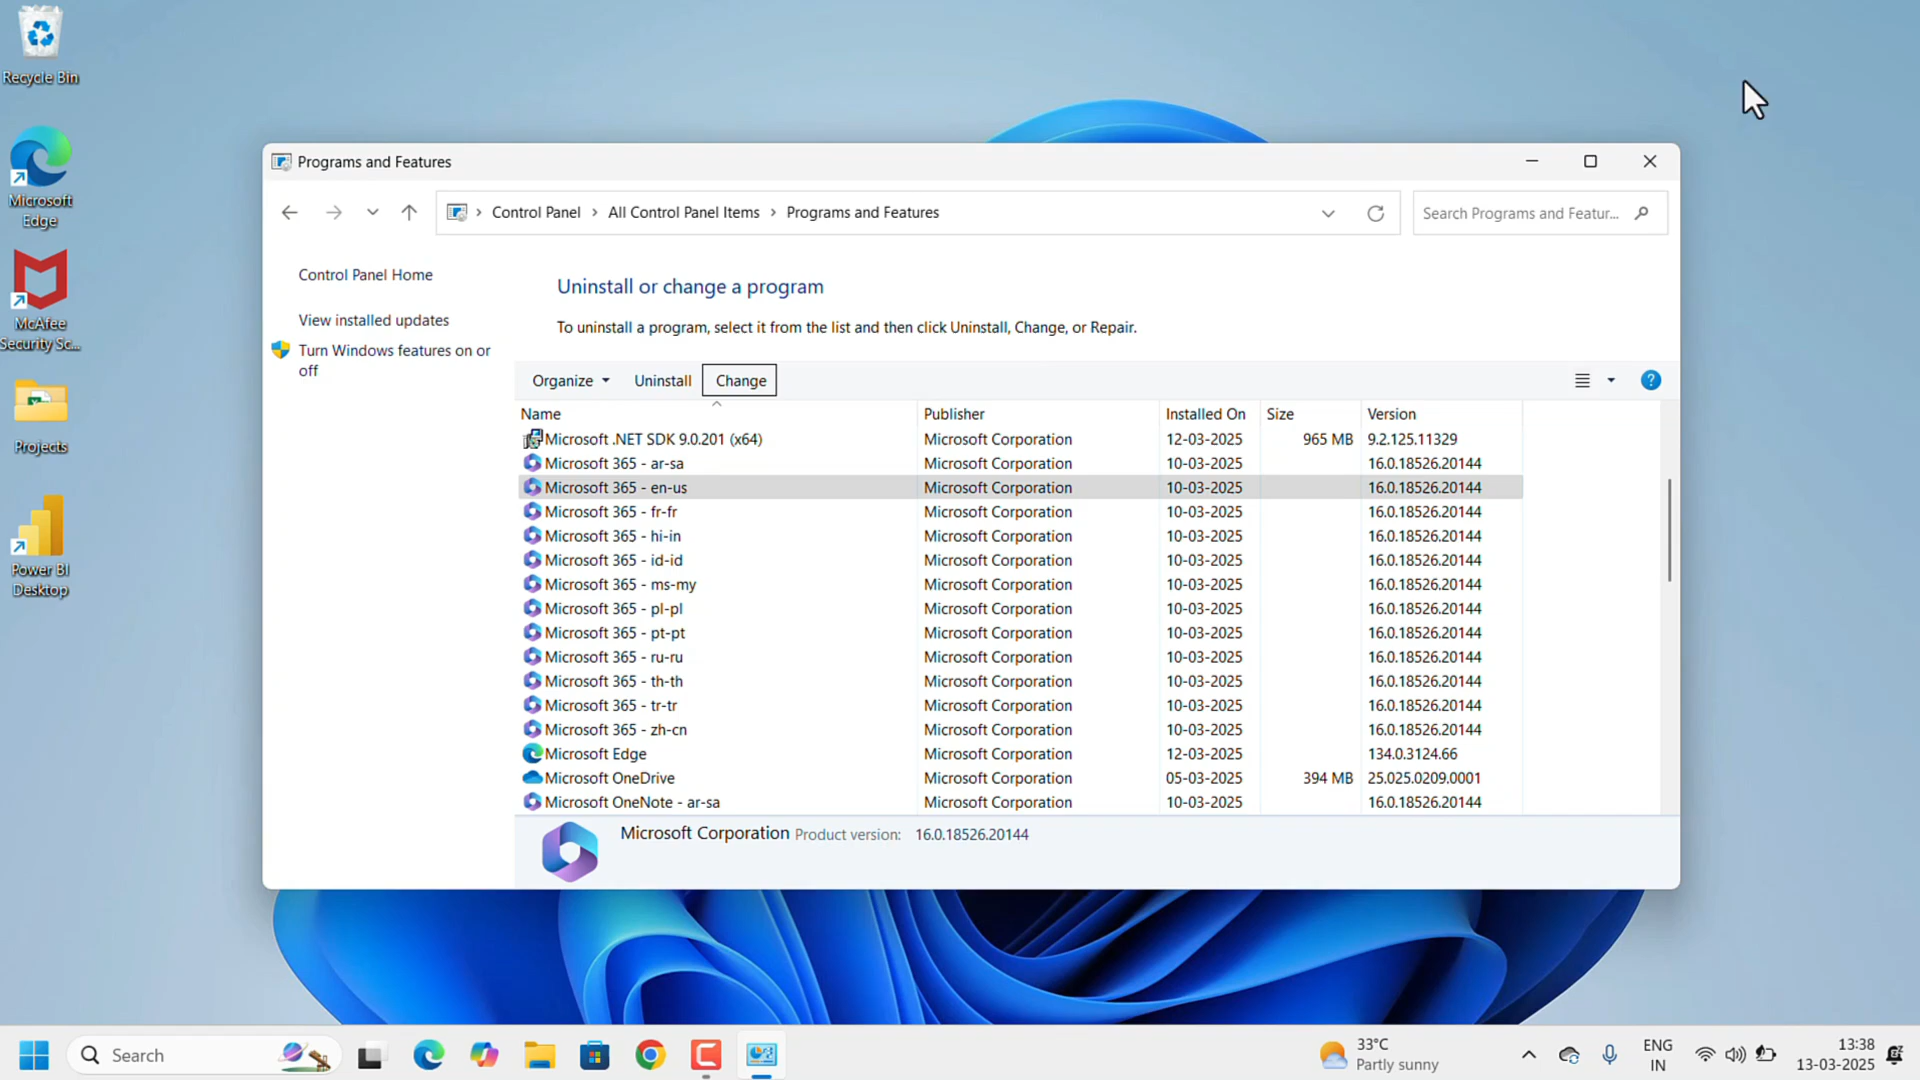 Recycle Bin
Microsoft
Edge
McAfee
Security Sc...
Projects
Power BI
Desktop
Programs and Features
Control Panel > All Control Panel Items > Programs and Features
Search Programs and Featur...
Control Panel Home
View installed updates
Turn Windows features on or
off
Uninstall or change a program
To uninstall a program, select it from the list and then click Uninstall, Change, or Repair.
Organize Uninstall Change
Name Publisher Installed On Size Version
Microsoft .NET SDK 9.0.201 (x64) Microsoft Corporation 12-03-2025 965 MB 9.2.125.11329
Microsoft 365 - ar-sa Microsoft Corporation 10-03-2025 16.0.18526.20144
Microsoft 365 - en-us Microsoft Corporation 10-03-2025 16.0.18526.20144
Microsoft 365 - fr-fr Microsoft Corporation 10-03-2025 16.0.18526.20144
Microsoft 365 - hi-in Microsoft Corporation 10-03-2025 16.0.18526.20144
Microsoft 365 - id-id Microsoft Corporation 10-03-2025 16.0.18526.20144
Microsoft 365 - ms-my Microsoft Corporation 10-03-2025 16.0.18526.20144
Microsoft 365 - pl-pl Microsoft Corporation 10-03-2025 16.0.18526.20144
Microsoft 365 - pt-pt Microsoft Corporation 10-03-2025 16.0.18526.20144
Microsoft 365 - ru-ru Microsoft Corporation 10-03-2025 16.0.18526.20144
Microsoft 365 - th-th Microsoft Corporation 10-03-2025 16.0.18526.20144
Microsoft 365 - tr-tr Microsoft Corporation 10-03-2025 16.0.18526.20144
Microsoft 365 - zh-cn Microsoft Corporation 10-03-2025 16.0.18526.20144
Microsoft Edge Microsoft Corporation 12-03-2025 134.0.3124.66
Microsoft OneDrive Microsoft Corporation 05-03-2025 394 MB 25.025.0209.0001
Microsoft OneNote - ar-sa Microsoft Corporation 10-03-2025 16.0.18526.20144
Microsoft Corporation Product version: 16.0.18526.20144
Search
33°C
Partly sunny
ENG
IN
13:38
13-03-2025